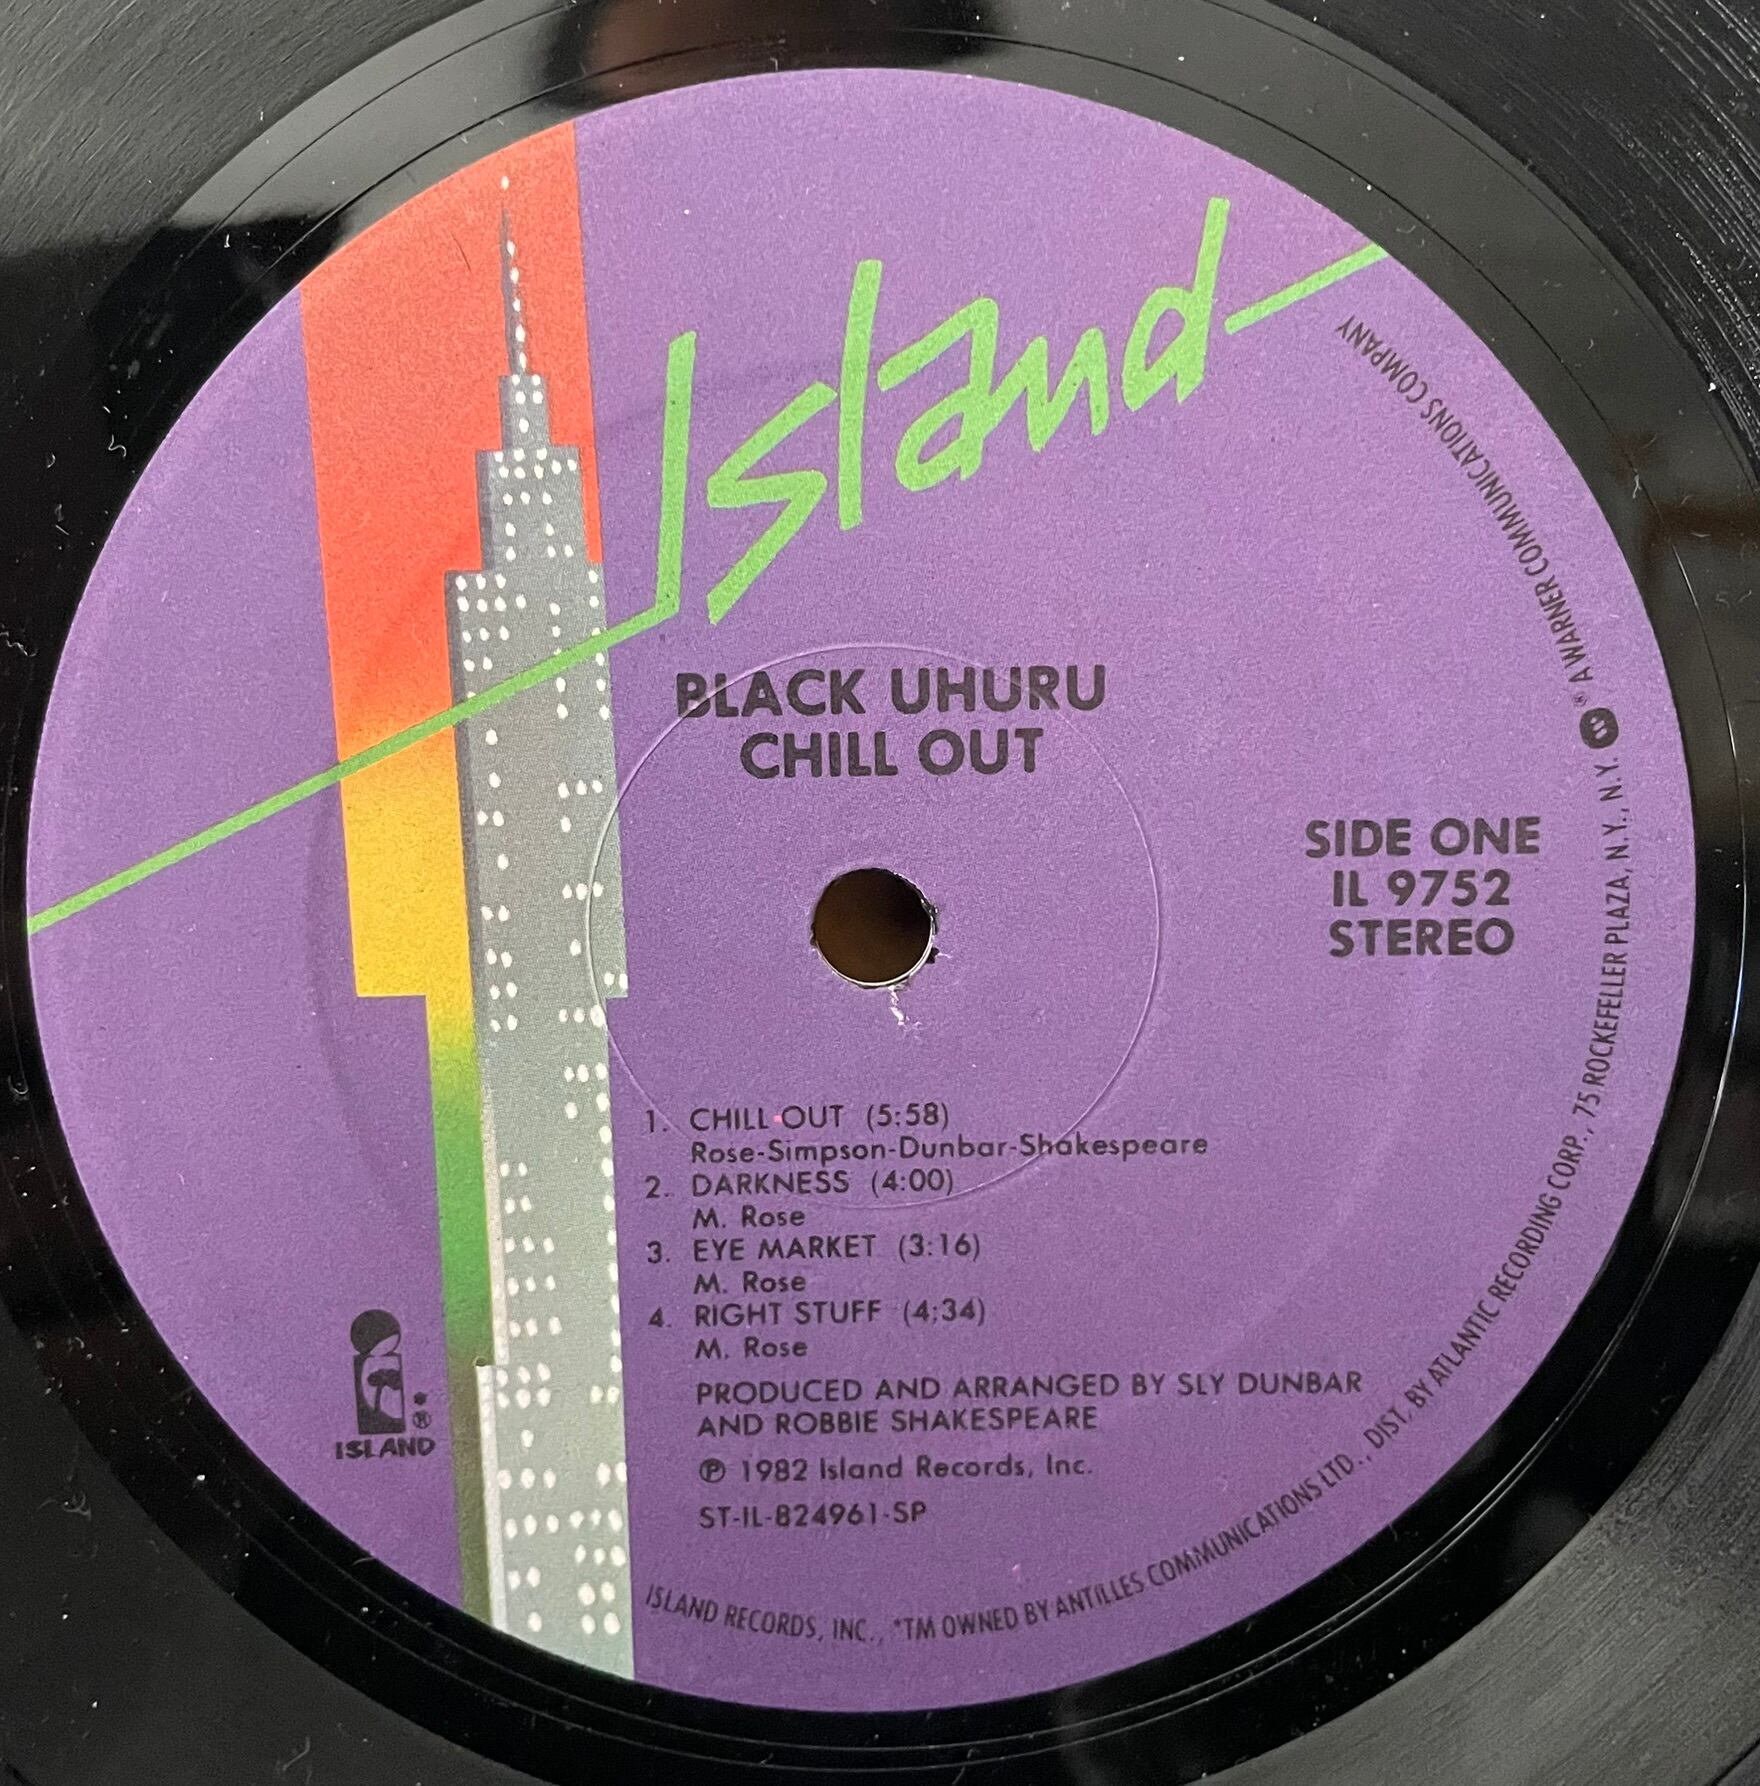 Island
BLACK UHURU
CHILL OUT
SIDE ONE
IL 9752
STEREO
1. CHILL OUT (5:58)
Rose-Simpson-Dunbar-Shakespeare
2. DARKNESS (4:00)
M. Rose
3. EYE MARKET (3:16)
M. Rose
4. RIGHT STUFF (4:34)
M. Rose
PRODUCED AND ARRANGED BY SLY DUNBAR
AND ROBBIE SHAKESPEARE
℗ 1982 Island Records, Inc.
ST-IL-824961-SP
*®
ISLAND
ISLAND RECORDS, INC., *TM OWNED BY ANTILLES COMMUNICATIONS LTD., DIST. BY ATLANTIC RECORDING CORP., 75 ROCKEFELLER PLAZA, N.Y., N.Y. ® A WARNER COMMUNICATIONS COMPANY